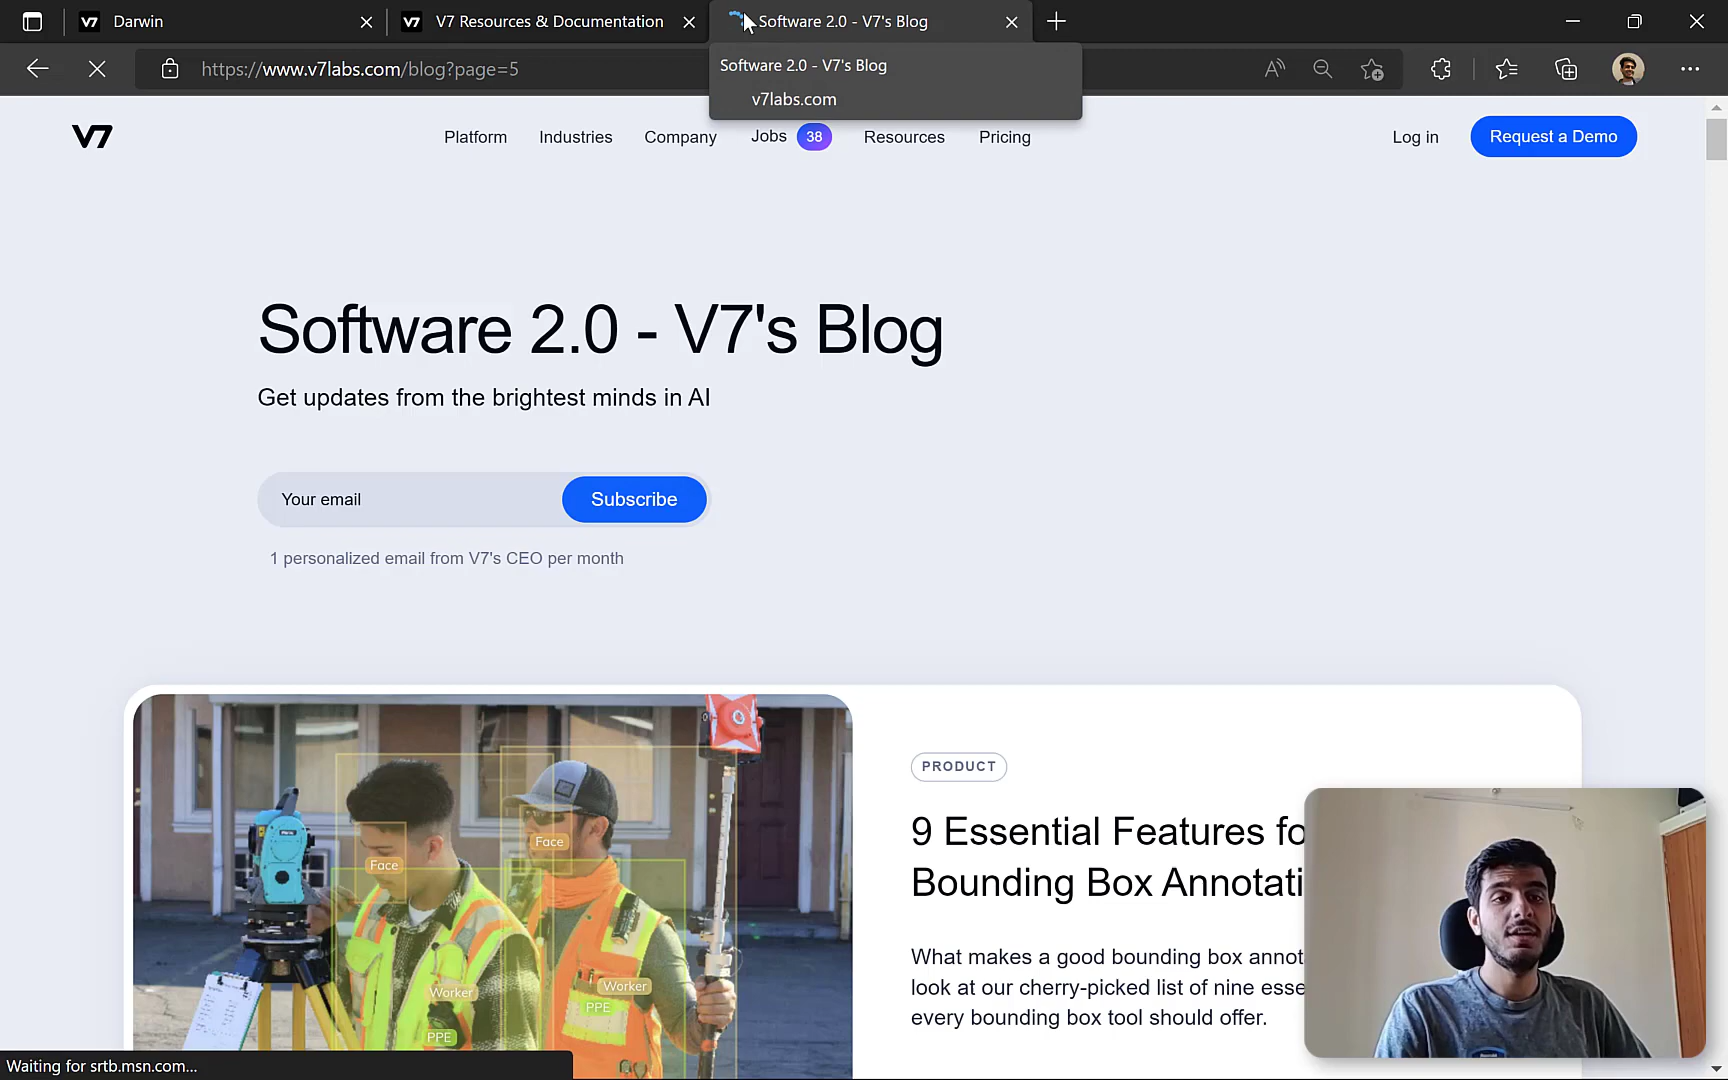 Darwin
V7 Resources & Documentation
Software 2.0 - V7's Blog
https://www.v7labs.com/blog?page=5
Software 2.0 - V7's Blog
v7labs.com
V7
Platform
Industries
Company
Jobs 38
Resources
Pricing
Log in
Request a Demo
Software 2.0 - V7's Blog
Get updates from the brightest minds in AI
Your email
Subscribe
1 personalized email from V7's CEO per month
PRODUCT
9 Essential Features fo
Bounding Box Annotati
What makes a good bounding box annot
look at our cherry-picked list of nine esse
every bounding box tool should offer.
Face
Face
Worker
Worker
PPE
PPE
Waiting for srtb.msn.com...